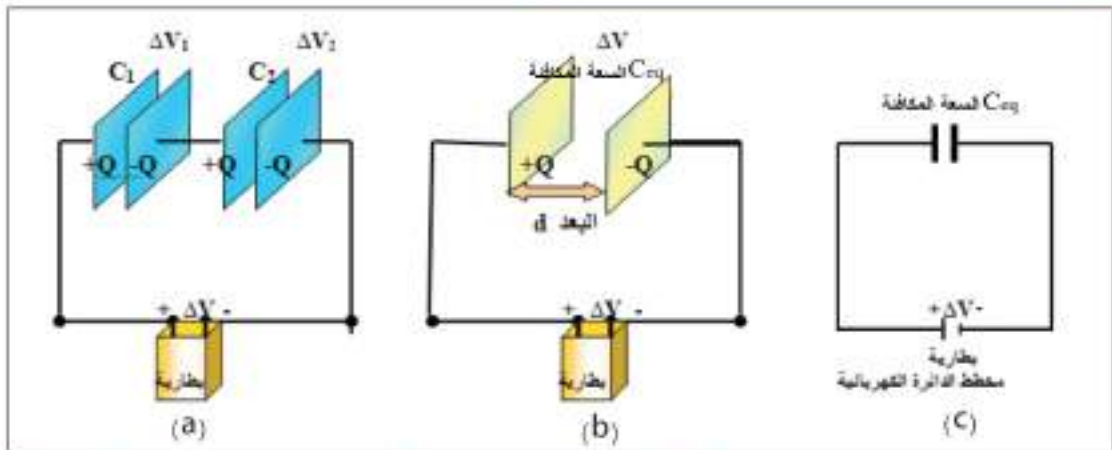 ΔV₁ ΔV₂
C₁ C₂
+Q -Q +Q -Q
+ ΔV -
بطارية
(a)
ΔV
السعة المكافئة Ceq
+Q -Q
البعد d
+ ΔV -
بطارية
(b)
السعة المكافئة Ceq
+ΔV-
بطارية
مخطط الدائرة الكهربائية
(c)